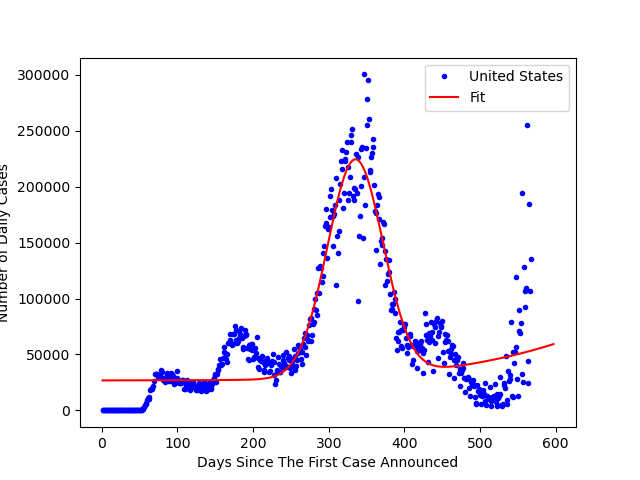 United States
Fit
300000
250000
200000
150000
100000
50000
0
Number of Daily Cases
0 100 200 300 400 500 600
Days Since The First Case Announced